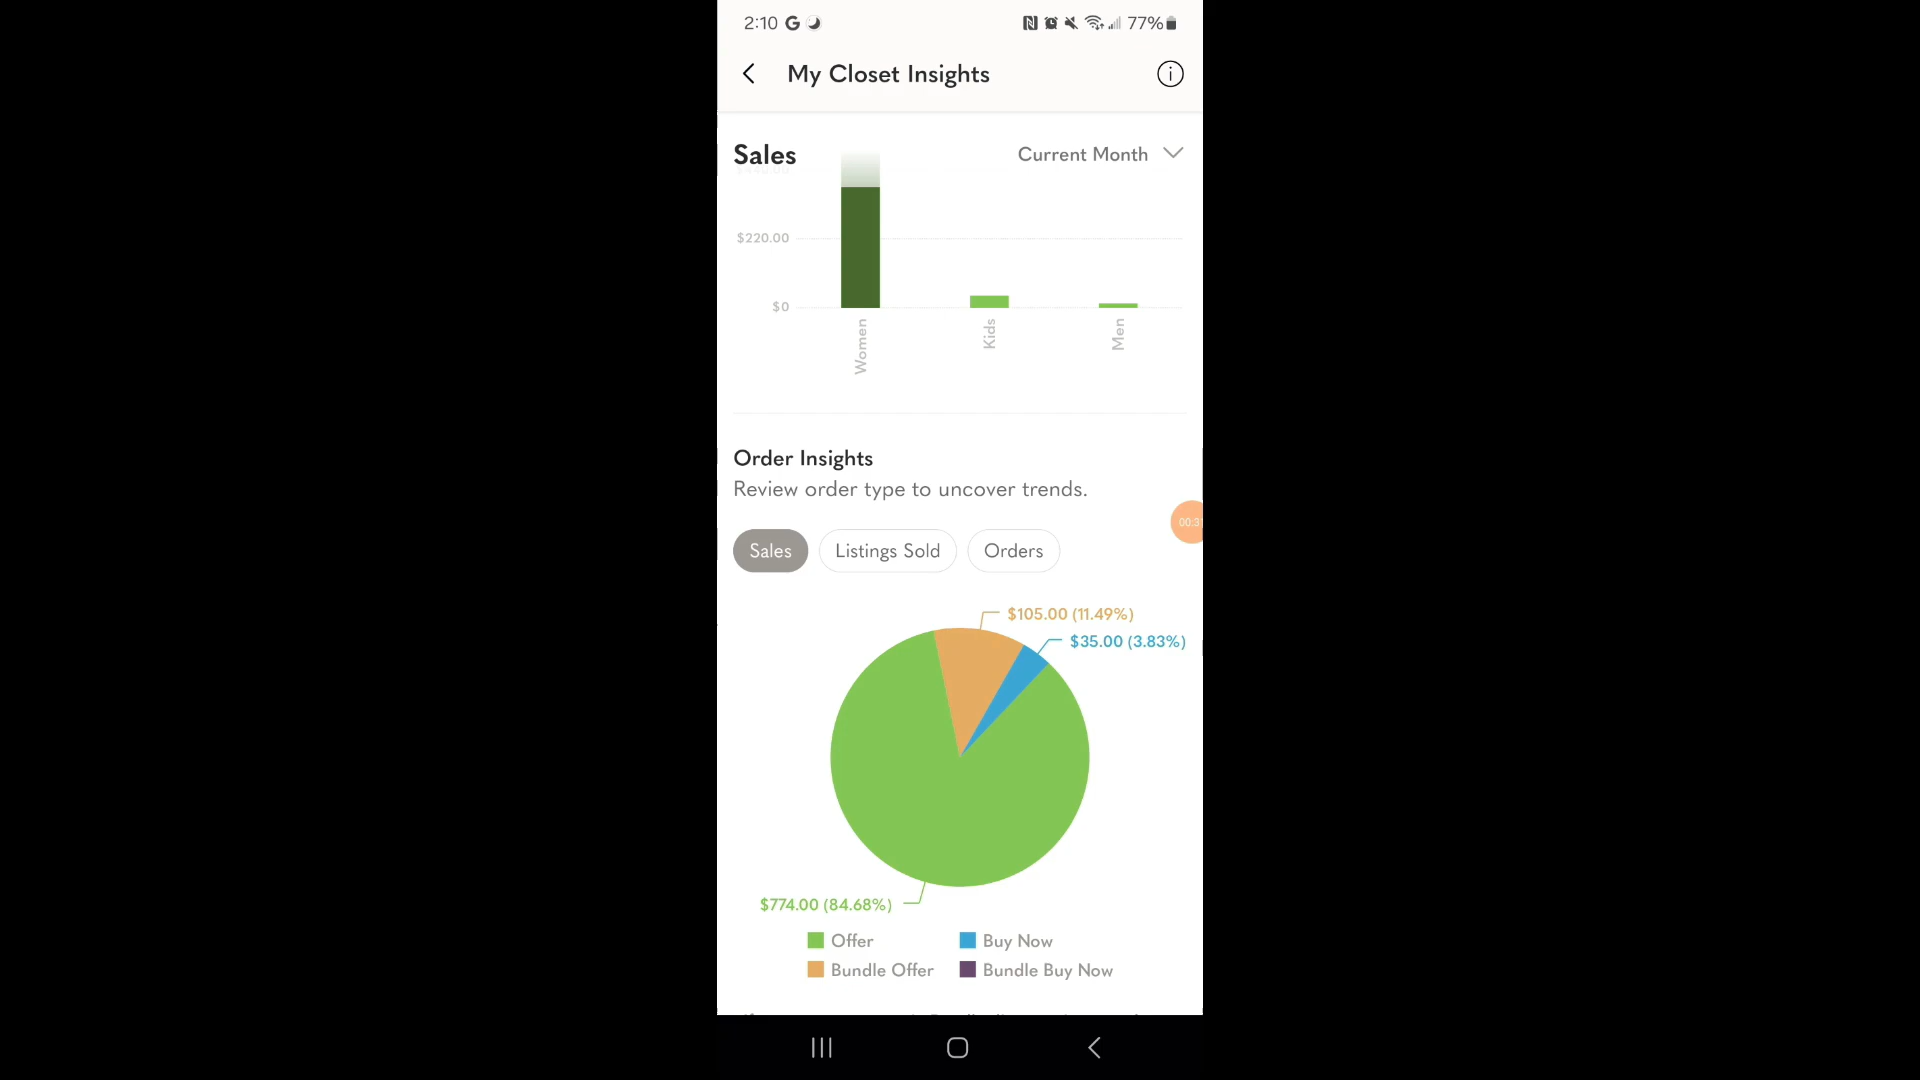 2:10 G 77%
My Closet Insights
Sales
Current Month
$220.00
$0
Women
Kids
Men
Order Insights
Review order type to uncover trends.
Sales
Listings Sold
Orders
$105.00 (11.49%)
$35.00 (3.83%)
$774.00 (84.68%)
Offer
Buy Now
Bundle Offer
Bundle Buy Now